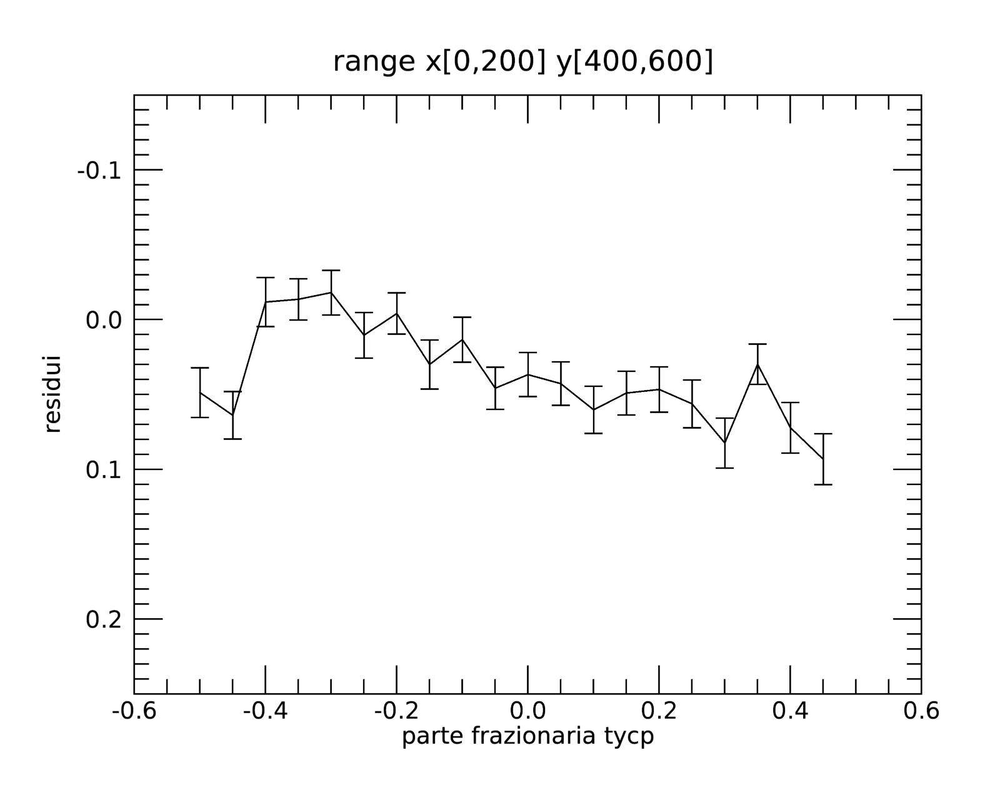 range x[0,200] y[400,600]
-0.1
0.0
0.1
0.2
residui
-0.6 -0.4 -0.2 0.0 0.2 0.4 0.6
parte frazionaria tycp